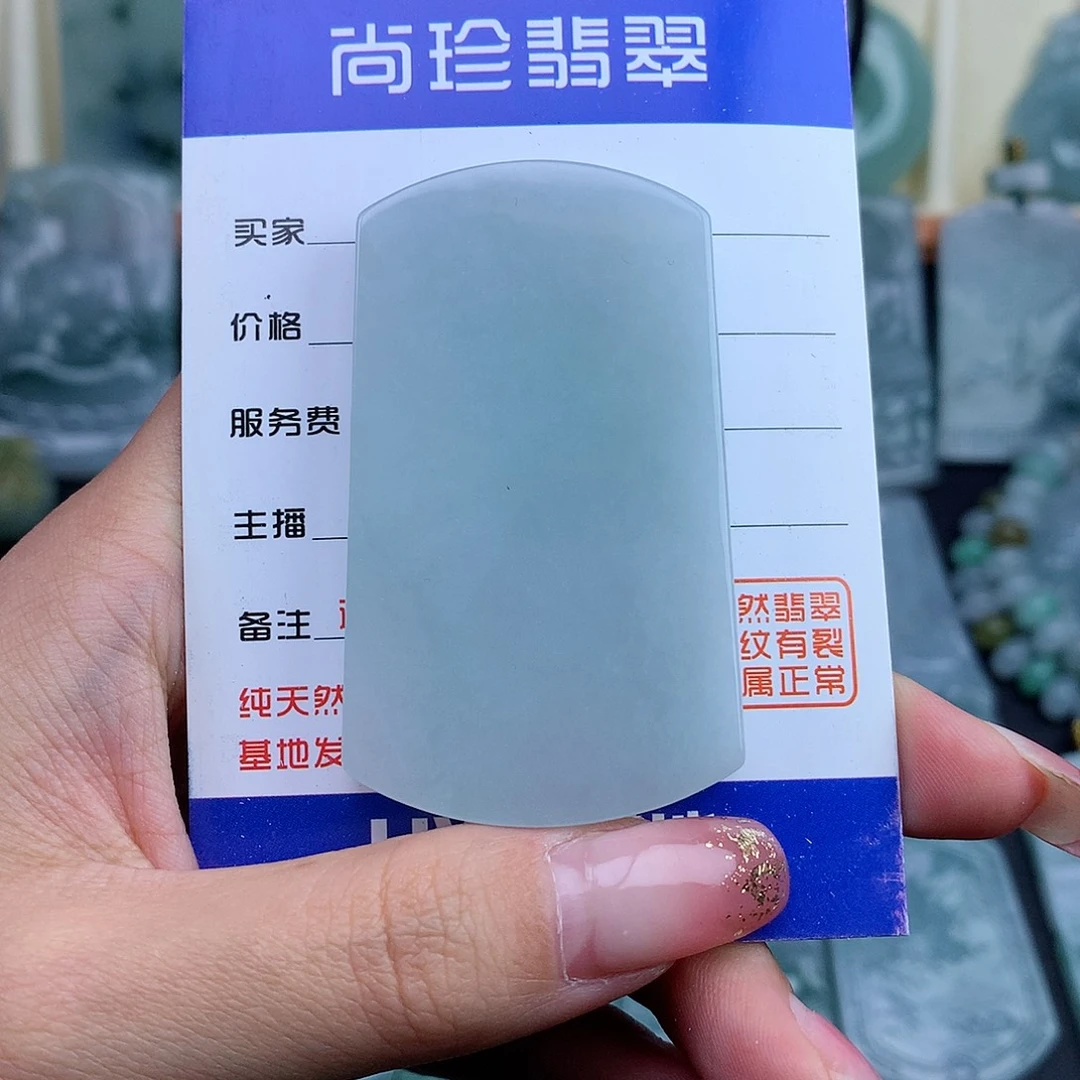 尚珍翡翠
买家
价格
服务费
主播
备注
然翡翠
纹有裂
属正常
纯天然
基地发